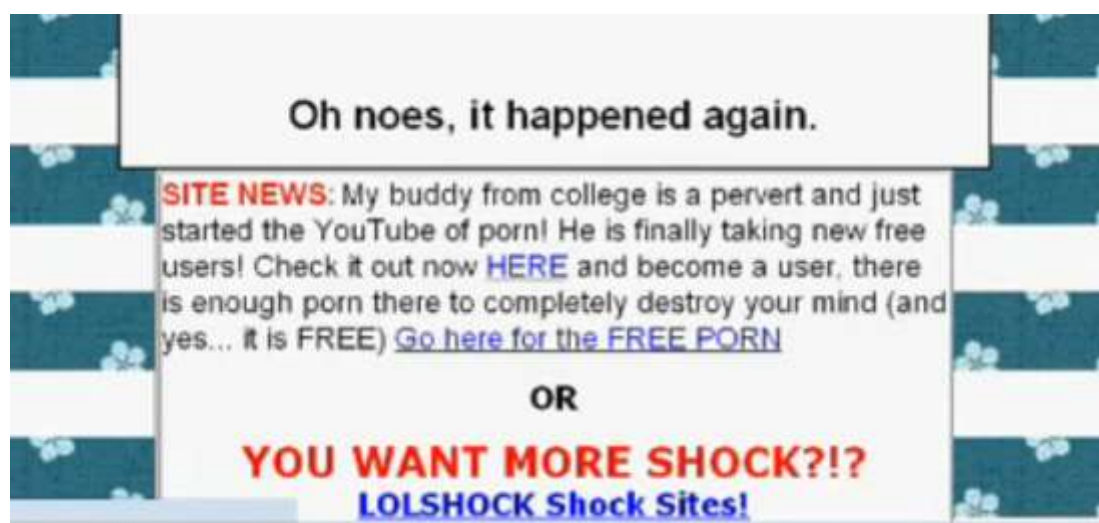 Oh noes, it happened again.
SITE NEWS: My buddy from college is a pervert and just
started the YouTube of porn! He is finally taking new free
users! Check it out now HERE and become a user, there
is enough porn there to completely destroy your mind (and
yes... it is FREE) Go here for the FREE PORN
OR
YOU WANT MORE SHOCK?!?
LOLSHOCK Shock Sites!